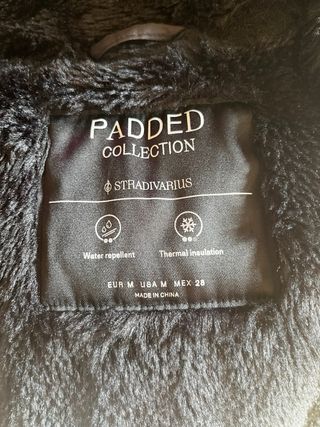 PADDED
COLLECTION
STRADIVARIUS
Water repellent
Thermal insulation
EUR M USA M MEX 28
MADE IN CHINA